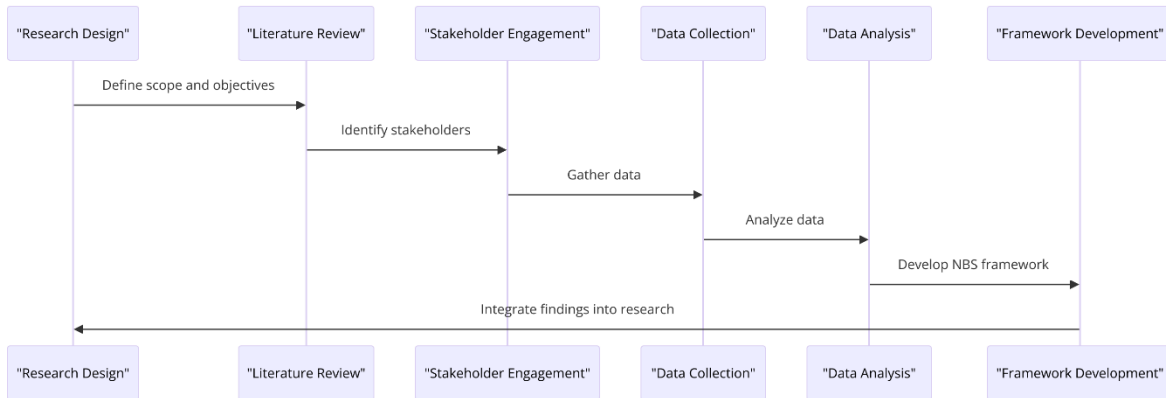 "Research Design" "Literature Review" "Stakeholder Engagement" "Data Collection" "Data Analysis" "Framework Development"
Define scope and objectives
Identify stakeholders
Gather data
Analyze data
Develop NBS framework
Integrate findings into research
"Research Design" "Literature Review" "Stakeholder Engagement" "Data Collection" "Data Analysis" "Framework Development"